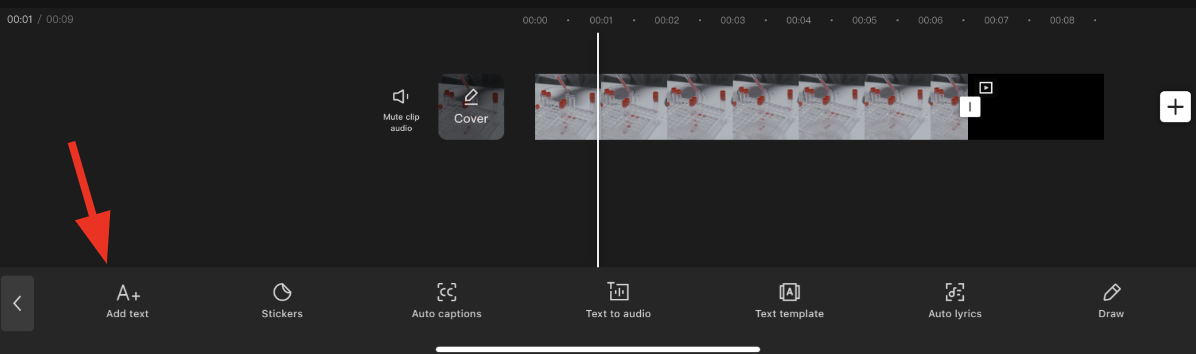 00:01 / 00:09
00:00 00:01 00:02 00:03 00:04 00:05 00:06 00:07 00:08
Mute clip
audio
Cover
A+
Add text
Stickers
CC
Auto captions
T
Text to audio
A
Text template
Auto lyrics
Draw